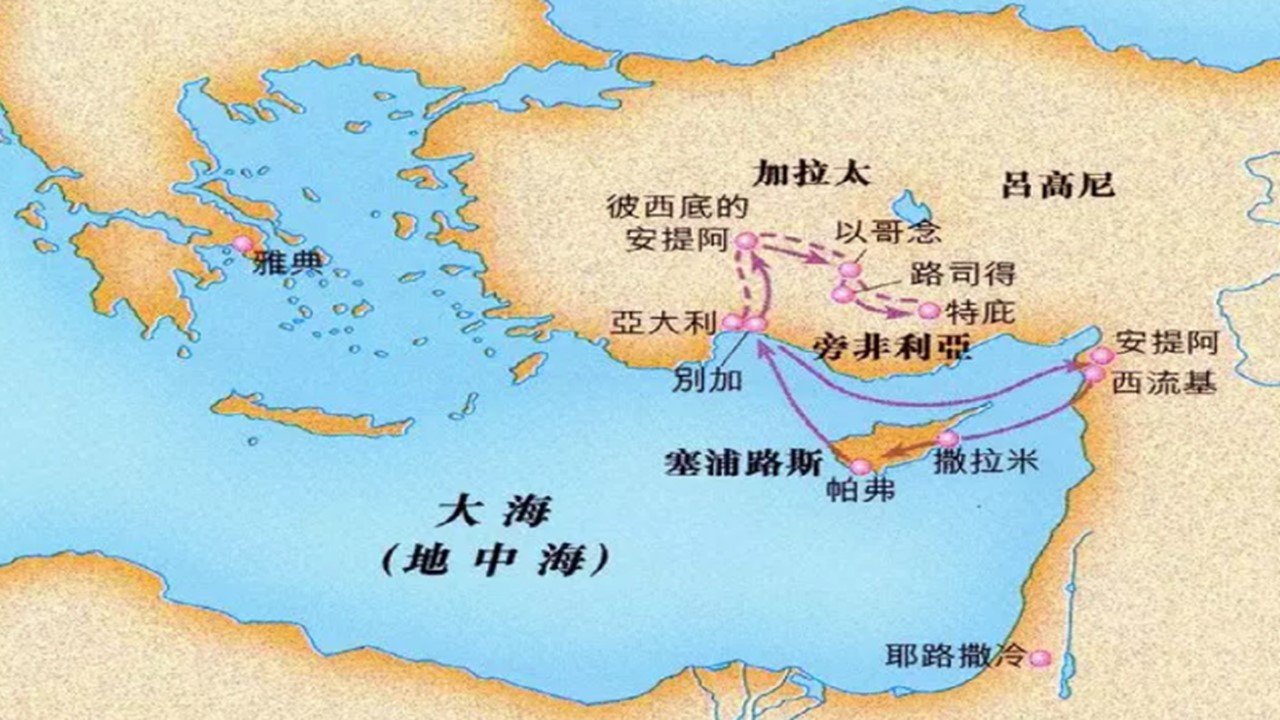 加拉太
呂高尼
彼西底的
安提阿
以哥念
雅典
路司得
特庇
亞大利
旁非利亞
安提阿
別加
西流基
塞浦路斯
撒拉米
帕弗
大海
(地中海)
耶路撒冷